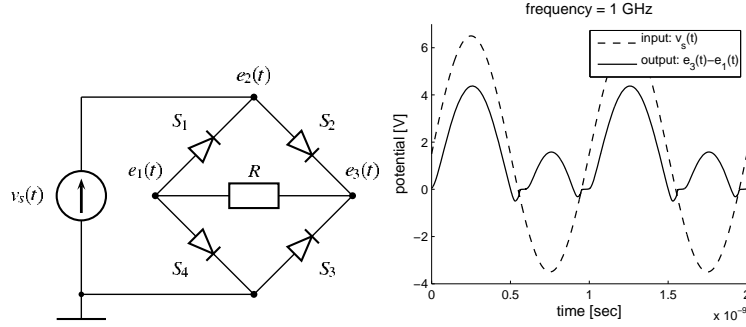 e₂(t)
S₁
S₂
e₁(t)
R
e₃(t)
vₛ(t)
S₄
S₃
frequency = 1 GHz
input: vₛ(t)
output: e₃(t)−e₁(t)
potential [V]
6
4
2
0
−2
−4
0
0.5
1
1.5
2
time [sec]
x 10⁻⁹